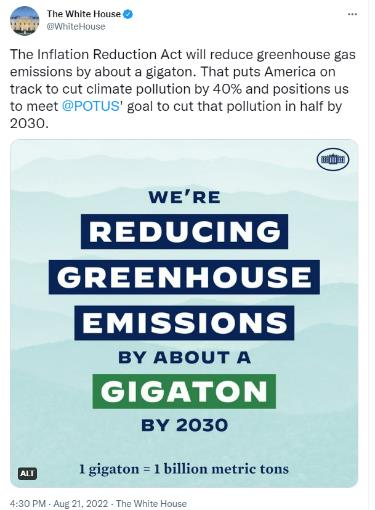 The White House
@WhiteHouse
The Inflation Reduction Act will reduce greenhouse gas
emissions by about a gigaton. That puts America on
track to cut climate pollution by 40% and positions us
to meet @POTUS' goal to cut that pollution in half by
2030.
WE'RE
REDUCING
GREENHOUSE
EMISSIONS
BY ABOUT A
GIGATON
BY 2030
1 gigaton = 1 billion metric tons
ALT
4:30 PM · Aug 21, 2022 · The White House